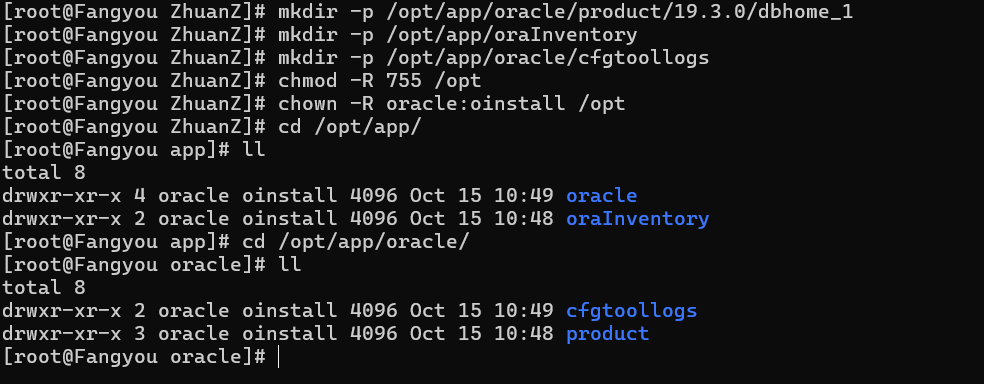 [root@Fangyou ZhuanZ]# mkdir -p /opt/app/oracle/product/19.3.0/dbhome_1
[root@Fangyou ZhuanZ]# mkdir -p /opt/app/oraInventory
[root@Fangyou ZhuanZ]# mkdir -p /opt/app/oracle/cfgtoollogs
[root@Fangyou ZhuanZ]# chmod -R 755 /opt
[root@Fangyou ZhuanZ]# chown -R oracle:oinstall /opt
[root@Fangyou ZhuanZ]# cd /opt/app/
[root@Fangyou app]# ll
total 8
drwxr-xr-x 4 oracle oinstall 4096 Oct 15 10:49 oracle
drwxr-xr-x 2 oracle oinstall 4096 Oct 15 10:48 oraInventory
[root@Fangyou app]# cd /opt/app/oracle/
[root@Fangyou oracle]# ll
total 8
drwxr-xr-x 2 oracle oinstall 4096 Oct 15 10:49 cfgtoollogs
drwxr-xr-x 3 oracle oinstall 4096 Oct 15 10:48 product
[root@Fangyou oracle]#